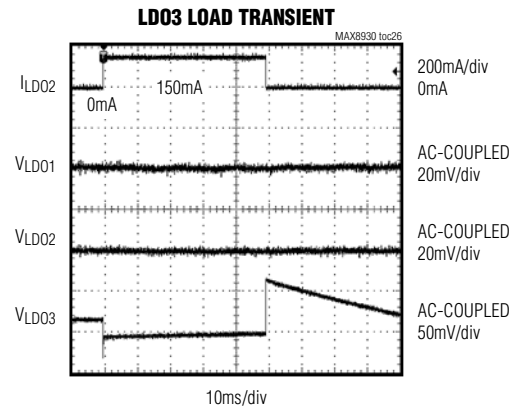 LDO3 LOAD TRANSIENT
MAX8930 toc26
ILDO2
200mA/div
0mA
0mA
150mA
VLDO1
AC-COUPLED
20mV/div
VLDO2
AC-COUPLED
20mV/div
VLDO3
AC-COUPLED
50mV/div
10ms/div